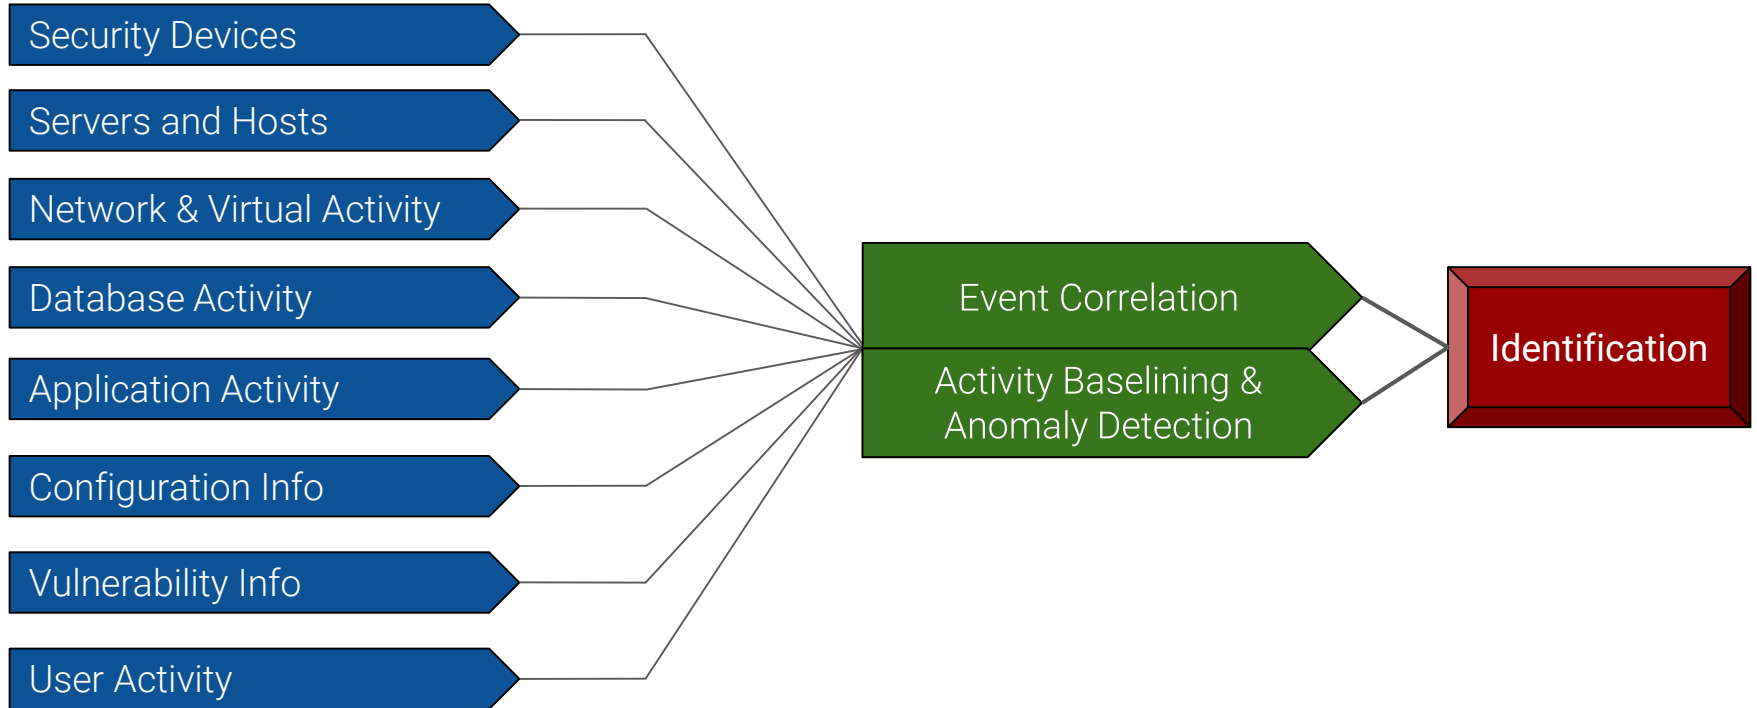 Security Devices
Servers and Hosts
Network & Virtual Activity
Database Activity
Application Activity
Configuration Info
Vulnerability Info
User Activity
Event Correlation
Activity Baselining &
Anomaly Detection
Identification